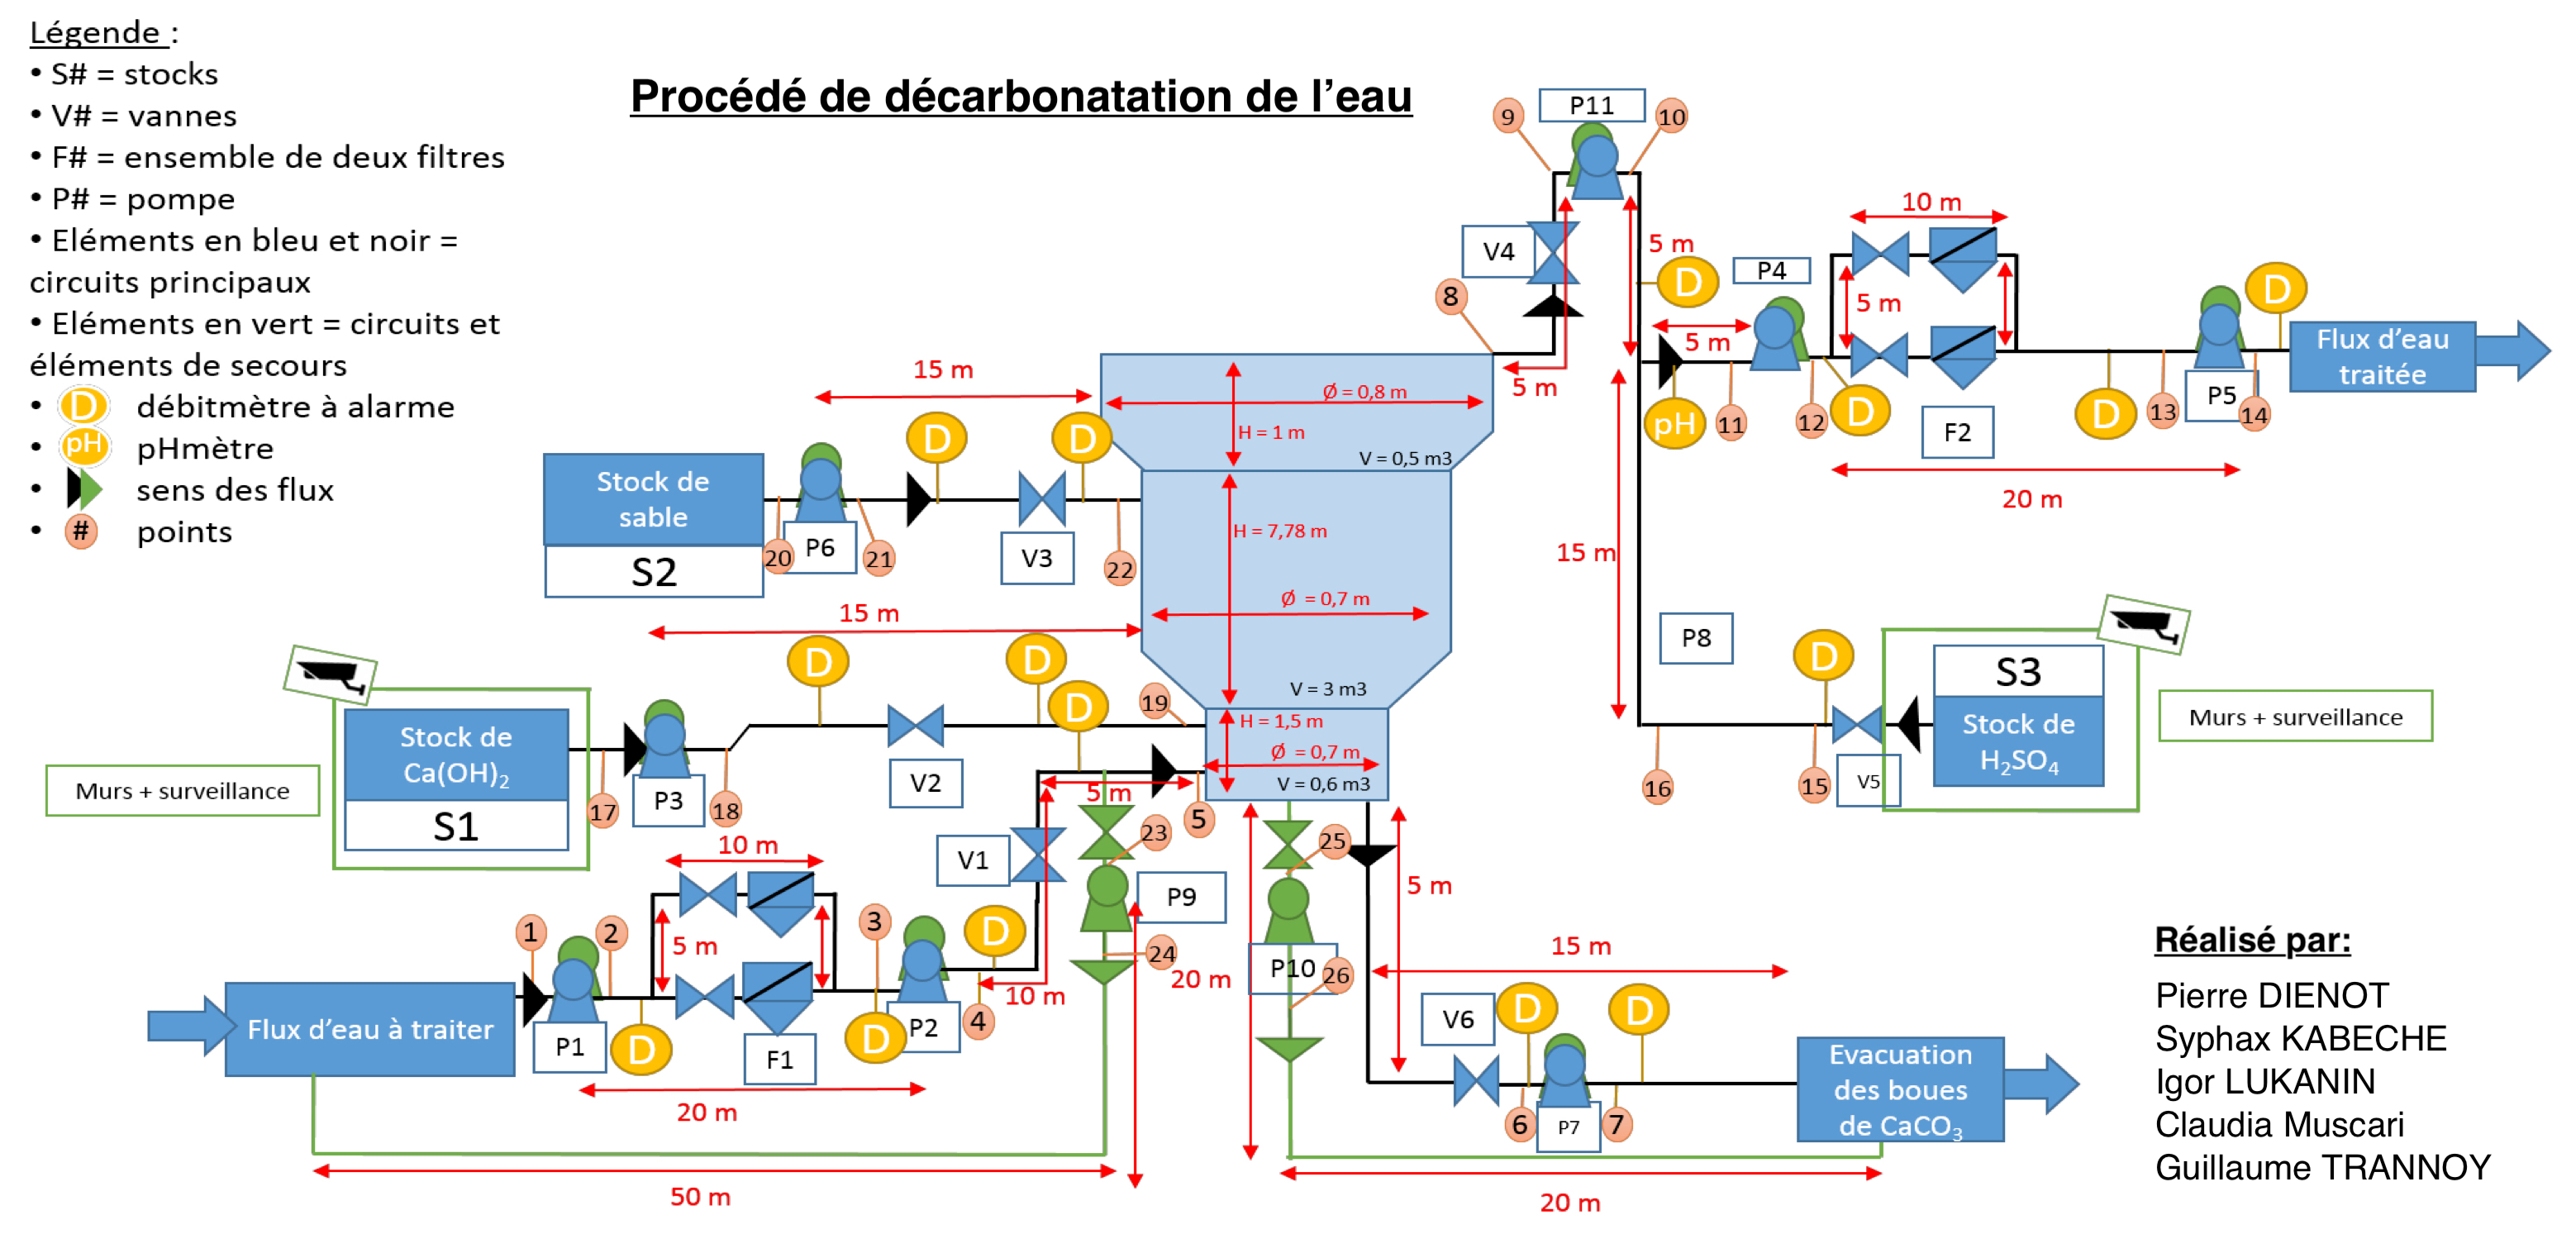 Légende :
• S# = stocks
• V# = vannes
• F# = ensemble de deux filtres
• P# = pompe
• Eléments en bleu et noir =
circuits principaux
• Eléments en vert = circuits et
éléments de secours
• D débitmètre à alarme
• pH pHmètre
• sens des flux
• # points
Procédé de décarbonatation de l'eau
P11
9
10
V4
8
5 m
5 m
D
P4
5 m
pH
11
12
D
10 m
5 m
F2
20 m
D
13
P5
14
D
Flux d'eau
traitée
15 m
Ø = 0,8 m
H = 1 m
V = 0,5 m3
D
D
Stock de
sable
S2
20
P6
21
V3
22
H = 7,78 m
Ø = 0,7 m
V = 3 m3
15 m
15 m
D
D
D
19
P8
D
S3
Stock de
H₂SO₄
V5
15
16
Murs + surveillance
Murs + surveillance
Stock de
Ca(OH)₂
S1
17
P3
18
V2
H = 1,5 m
Ø = 0,7 m
V = 0,6 m3
5 m
5
V1
23
P9
24
20 m
25
P10
26
5 m
10 m
5 m
1
2
3
D
10 m
4
Flux d'eau à traiter
P1
D
F1
D
P2
20 m
50 m
15 m
V6
D
D
6
P7
7
Evacuation
des boues
de CaCO₃
20 m
Réalisé par:
Pierre DIENOT
Syphax KABECHE
Igor LUKANIN
Claudia Muscari
Guillaume TRANNOY